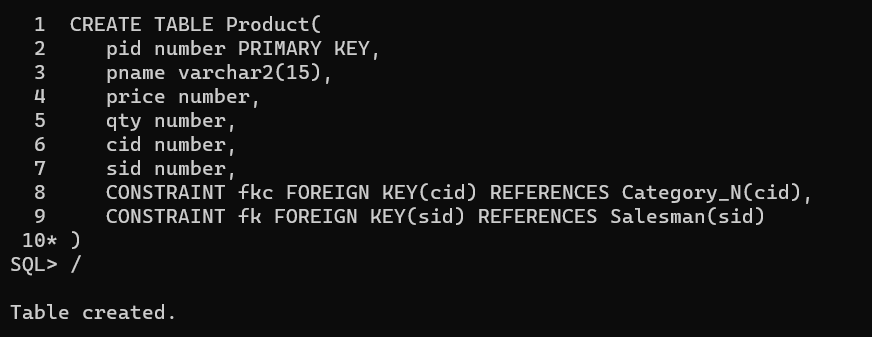 1  CREATE TABLE Product(
2     pid number PRIMARY KEY,
3     pname varchar2(15),
4     price number,
5     qty number,
6     cid number,
7     sid number,
8     CONSTRAINT fkc FOREIGN KEY(cid) REFERENCES Category_N(cid),
9     CONSTRAINT fk FOREIGN KEY(sid) REFERENCES Salesman(sid)
10* )
SQL> /
Table created.